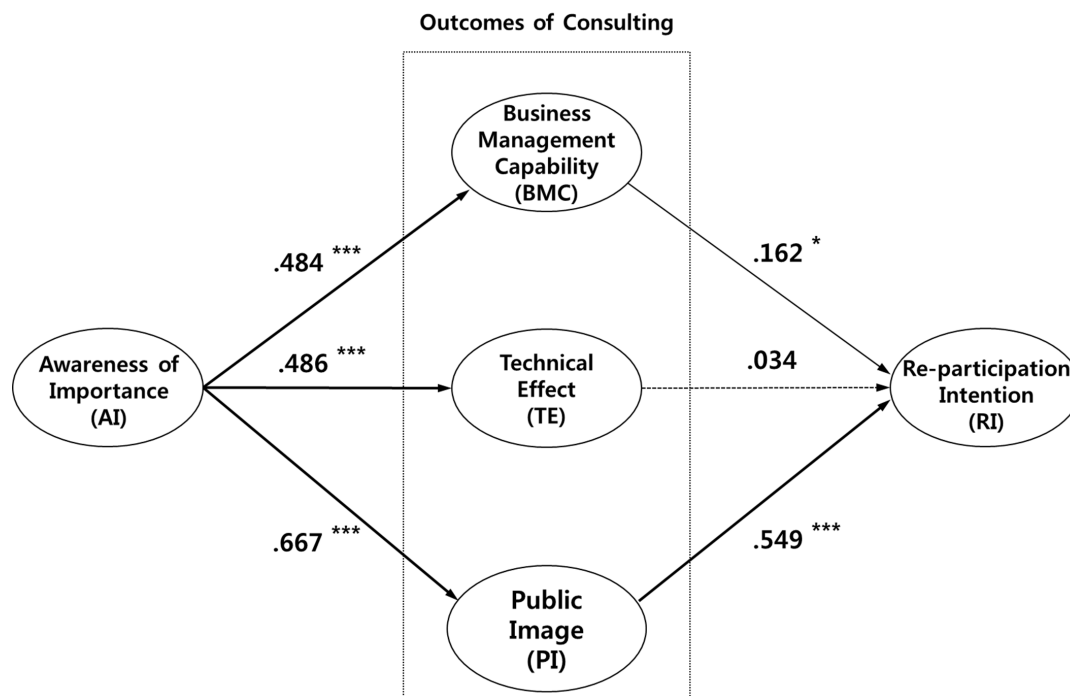 Outcomes of Consulting
Business
Management
Capability
(BMC)
.484 ***
.162 *
Awareness of
Importance
(AI)
.486 ***
Technical
Effect
(TE)
.034
Re-participation
Intention
(RI)
.667 ***
.549 ***
Public
Image
(PI)